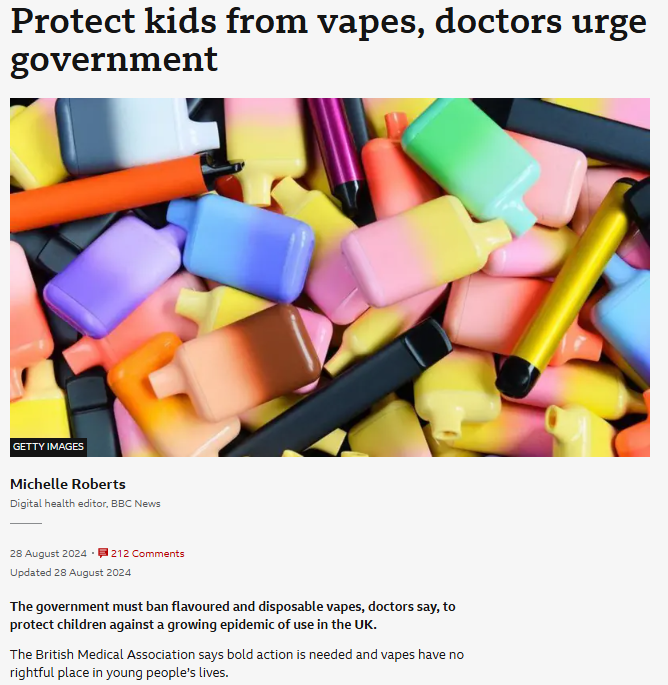 Protect kids from vapes, doctors urge
government
GETTY IMAGES
Michelle Roberts
Digital health editor, BBC News
28 August 2024 · 212 Comments
Updated 28 August 2024
The government must ban flavoured and disposable vapes, doctors say, to
protect children against a growing epidemic of use in the UK.
The British Medical Association says bold action is needed and vapes have no
rightful place in young people's lives.